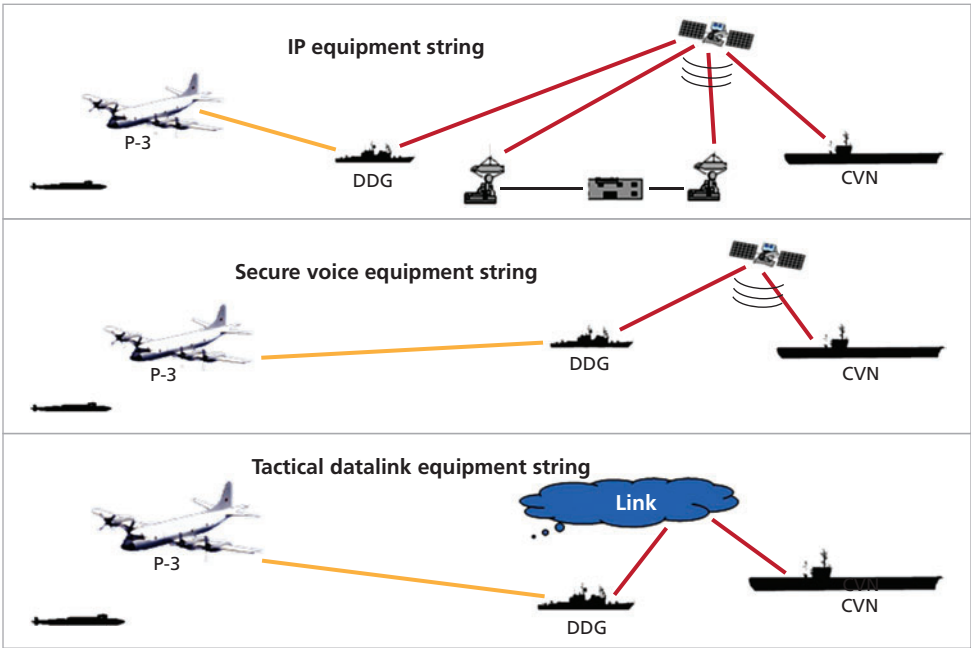 IP equipment string
P-3
DDG
CVN
Secure voice equipment string
P-3
DDG
CVN
Tactical datalink equipment string
Link
P-3
CVN
CVN
DDG